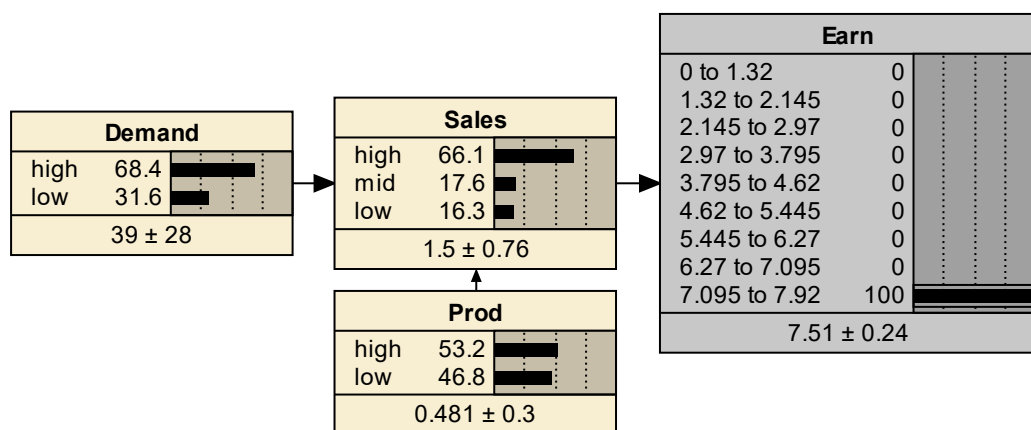 Demand
high 68.4
low 31.6
39 ± 28
Sales
high 66.1
mid 17.6
low 16.3
1.5 ± 0.76
Prod
high 53.2
low 46.8
0.481 ± 0.3
Earn
0 to 1.32 0
1.32 to 2.145 0
2.145 to 2.97 0
2.97 to 3.795 0
3.795 to 4.62 0
4.62 to 5.445 0
5.445 to 6.27 0
6.27 to 7.095 0
7.095 to 7.92 100
7.51 ± 0.24